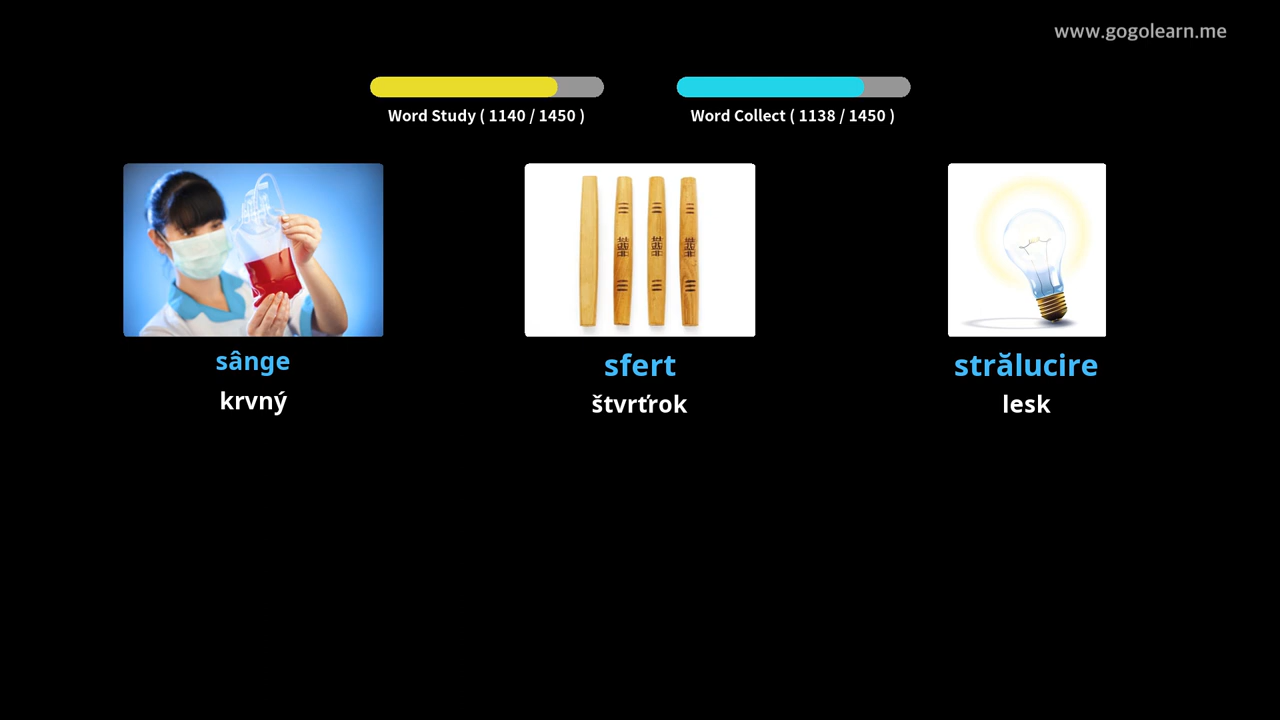 www.gogolearn.me
Word Study ( 1140 / 1450 )
Word Collect ( 1138 / 1450 )
sânge
krvný
sfert
štvrťrok
strălucire
lesk